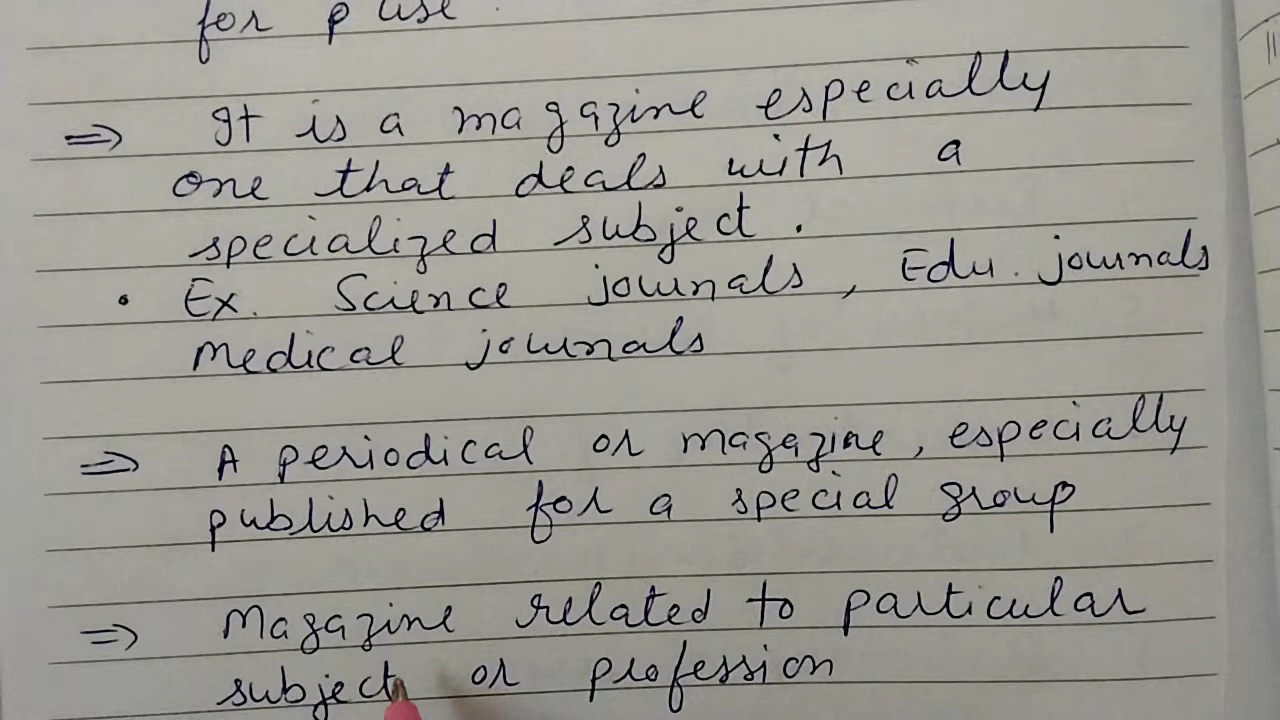 for p use.
⇒ It is a magazine especially
one that deals with a
specialized subject.
• Ex. Science journals, Edu. journals
Medical journals
⇒ A periodical or magazine, especially
published for a special group
⇒ Magazine related to particular
subject or profession